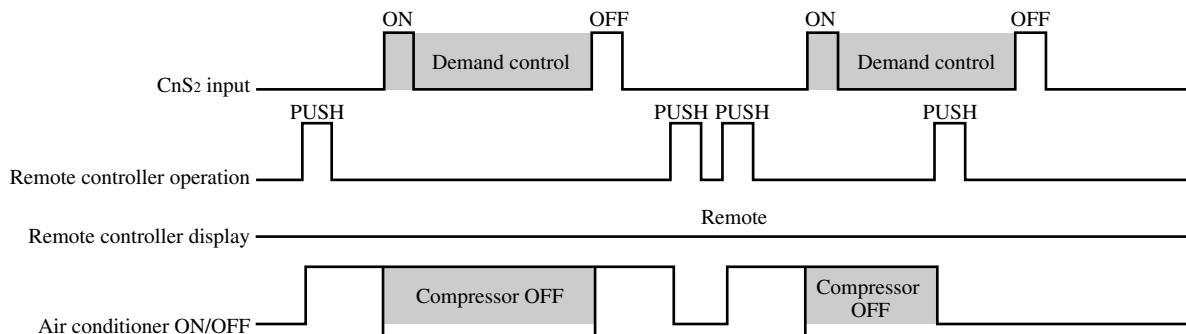 ON OFF ON OFF
Demand control Demand control
CnS2 input
PUSH PUSH PUSH PUSH
Remote controller operation
Remote
Remote controller display
Compressor OFF Compressor
OFF
Air conditioner ON/OFF